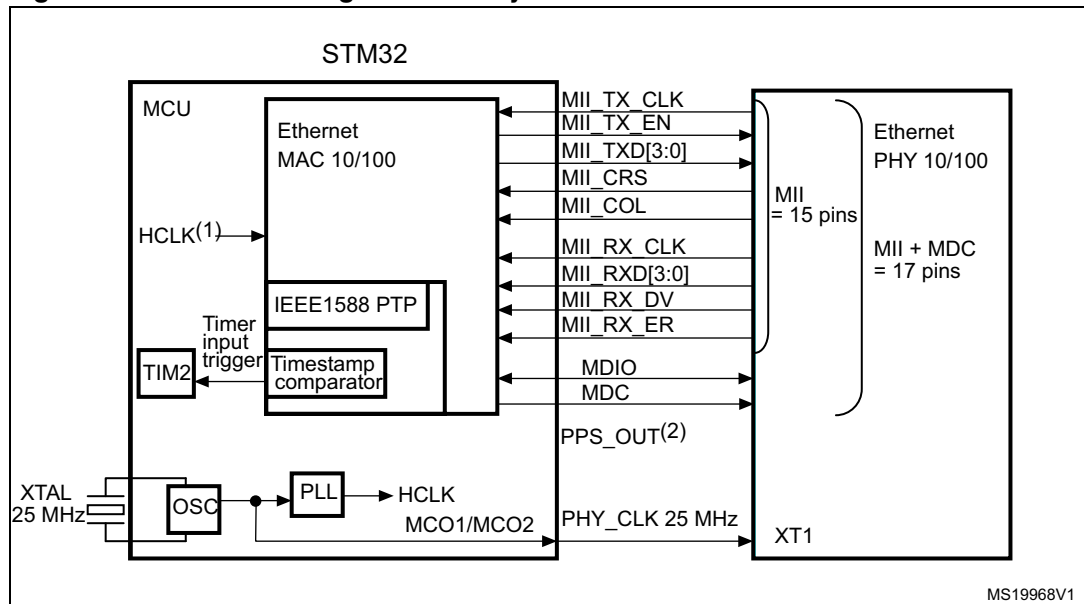 STM32
MCU
Ethernet
MAC 10/100
HCLK(1)
IEEE1588 PTP
Timer
input
trigger
TIM2
Timestamp
comparator
XTAL
25 MHz
OSC
PLL
HCLK
MCO1/MCO2
MII_TX_CLK
MII_TX_EN
MII_TXD[3:0]
MII_CRS
MII_COL
MII_RX_CLK
MII_RXD[3:0]
MII_RX_DV
MII_RX_ER
MDIO
MDC
PPS_OUT(2)
PHY_CLK 25 MHz
MII
= 15 pins
Ethernet
PHY 10/100
MII + MDC
= 17 pins
XT1
MS19968V1